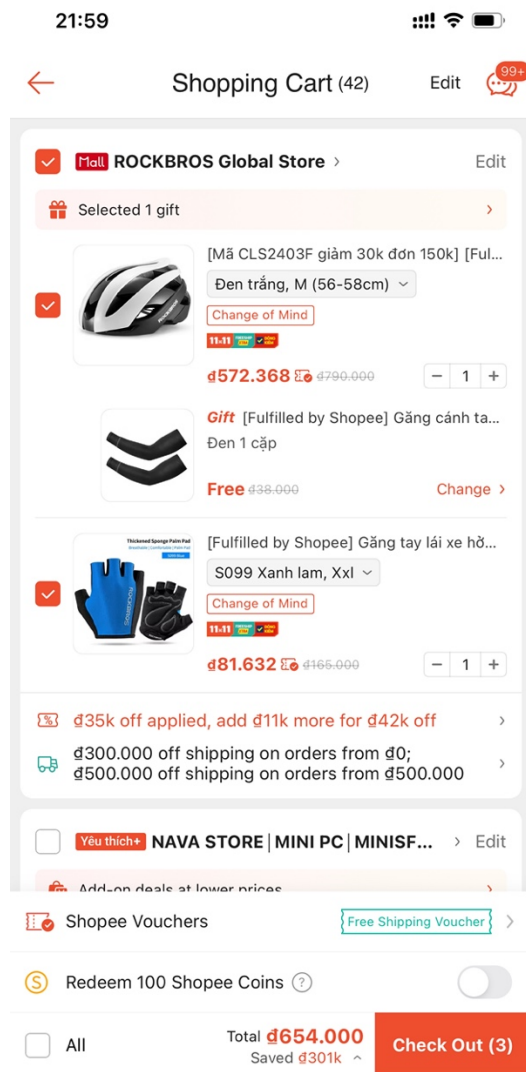 21:59
Shopping Cart (42)
Edit
99+
Mall ROCKBROS Global Store
Edit
Selected 1 gift
[Mã CLS2403F giảm 30k đơn 150k] [Ful...
Đen trắng, M (56-58cm)
Change of Mind
11.11
₫572.368 ₫790.000
1
Gift [Fulfilled by Shopee] Găng cánh ta...
Đen 1 cặp
Free ₫38.000
Change
Thickened Sponge Palm Pad
[Fulfilled by Shopee] Găng tay lái xe hở...
S099 Xanh lam, Xxl
ROCKBROS
Change of Mind
11.11
₫81.632 ₫165.000
1
₫35k off applied, add ₫11k more for ₫42k off
₫300.000 off shipping on orders from ₫0;
₫500.000 off shipping on orders from ₫500.000
Yêu thích+ NAVA STORE|MINI PC|MINISF...
Edit
Add-on deals at lower prices
Shopee Vouchers
Free Shipping Voucher
S Redeem 100 Shopee Coins ?
All
Total ₫654.000
Saved ₫301k
Check Out (3)